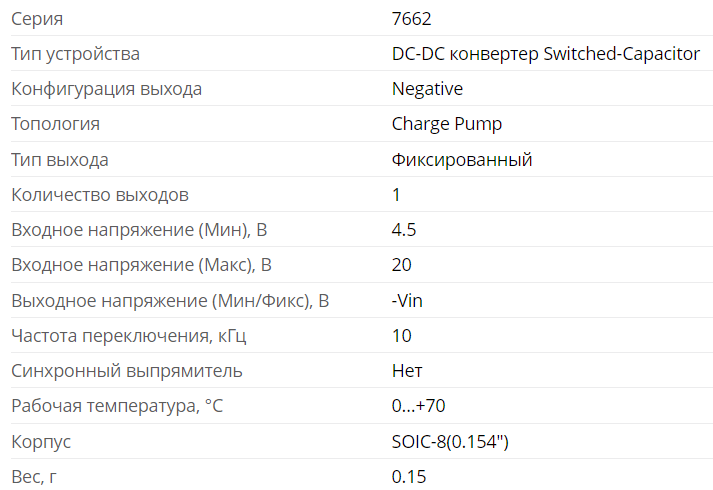 Серия 7662
Тип устройства DC-DC конвертер Switched-Capacitor
Конфигурация выхода Negative
Топология Charge Pump
Тип выхода Фиксированный
Количество выходов 1
Входное напряжение (Мин), В 4.5
Входное напряжение (Макс), В 20
Выходное напряжение (Мин/Фикс), В -Vin
Частота переключения, кГц 10
Синхронный выпрямитель Нет
Рабочая температура, °C 0...+70
Корпус SOIC-8(0.154")
Вес, г 0.15